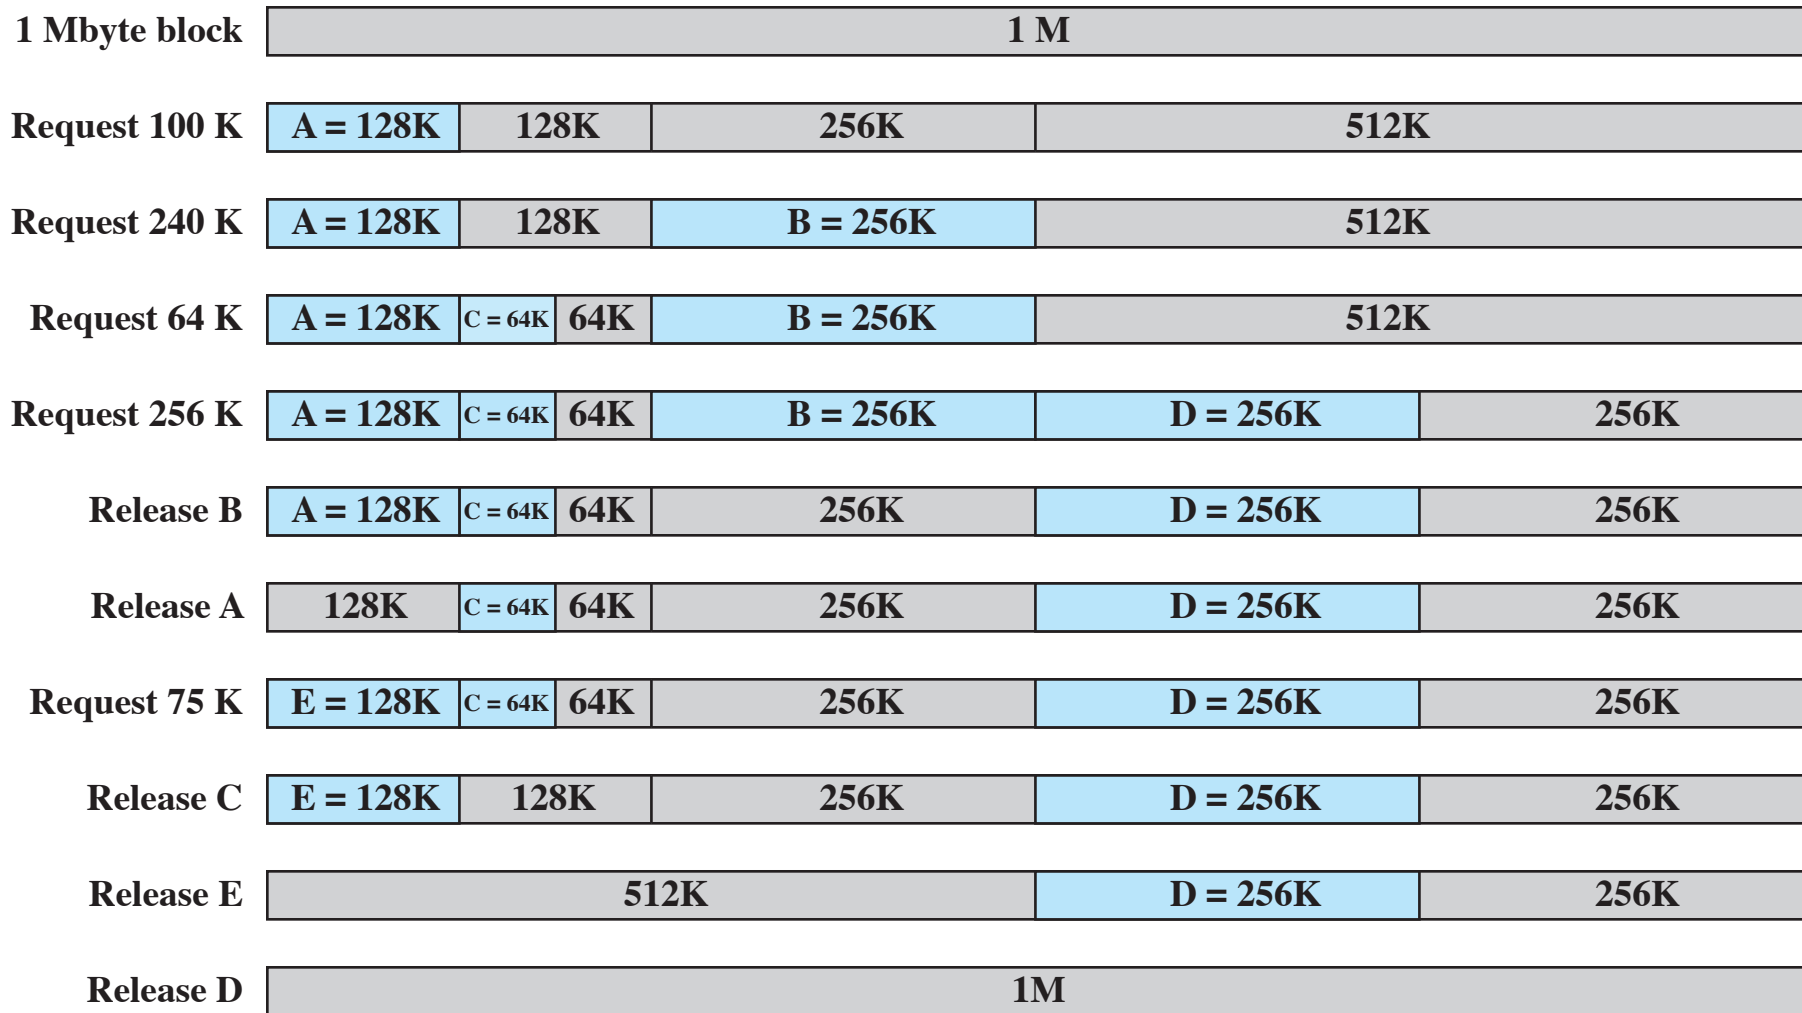 1 Mbyte block 1 M
Request 100 K A = 128K 128K 256K 512K
Request 240 K A = 128K 128K B = 256K 512K
Request 64 K A = 128K C = 64K 64K B = 256K 512K
Request 256 K A = 128K C = 64K 64K B = 256K D = 256K 256K
Release B A = 128K C = 64K 64K 256K D = 256K 256K
Release A 128K C = 64K 64K 256K D = 256K 256K
Request 75 K E = 128K C = 64K 64K 256K D = 256K 256K
Release C E = 128K 128K 256K D = 256K 256K
Release E 512K D = 256K 256K
Release D 1M